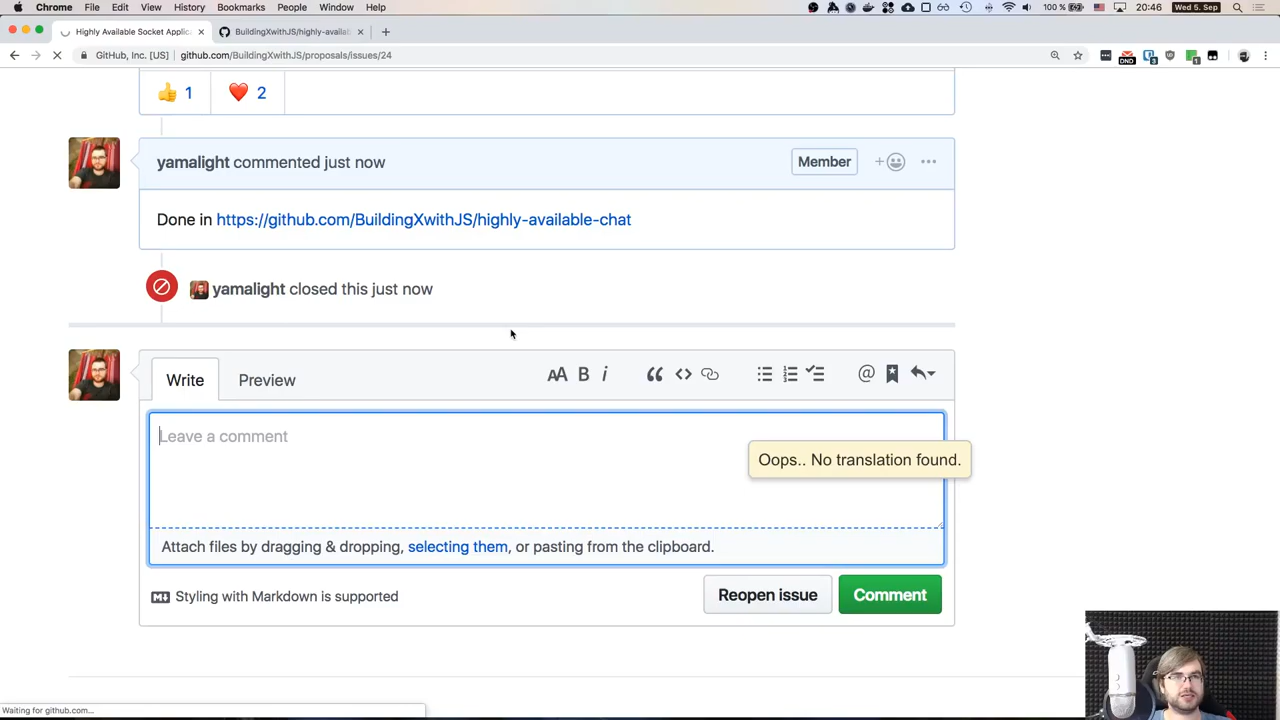 Chrome File Edit View History Bookmarks People Window Help 100 % Wed 5. Sep 20:46
Highly Available Socket Applic
BuildingXwithJS/highly-availab
GitHub, Inc. [US] github.com/BuildingXwithJS/proposals/issues/24
DND 3 1
1 2
yamalight commented just now Member
Done in https://github.com/BuildingXwithJS/highly-available-chat
yamalight closed this just now
Write Preview AA B i @
Leave a comment
Oops.. No translation found.
Attach files by dragging & dropping, selecting them, or pasting from the clipboard.
Styling with Markdown is supported Reopen issue Comment
Waiting for github.com...